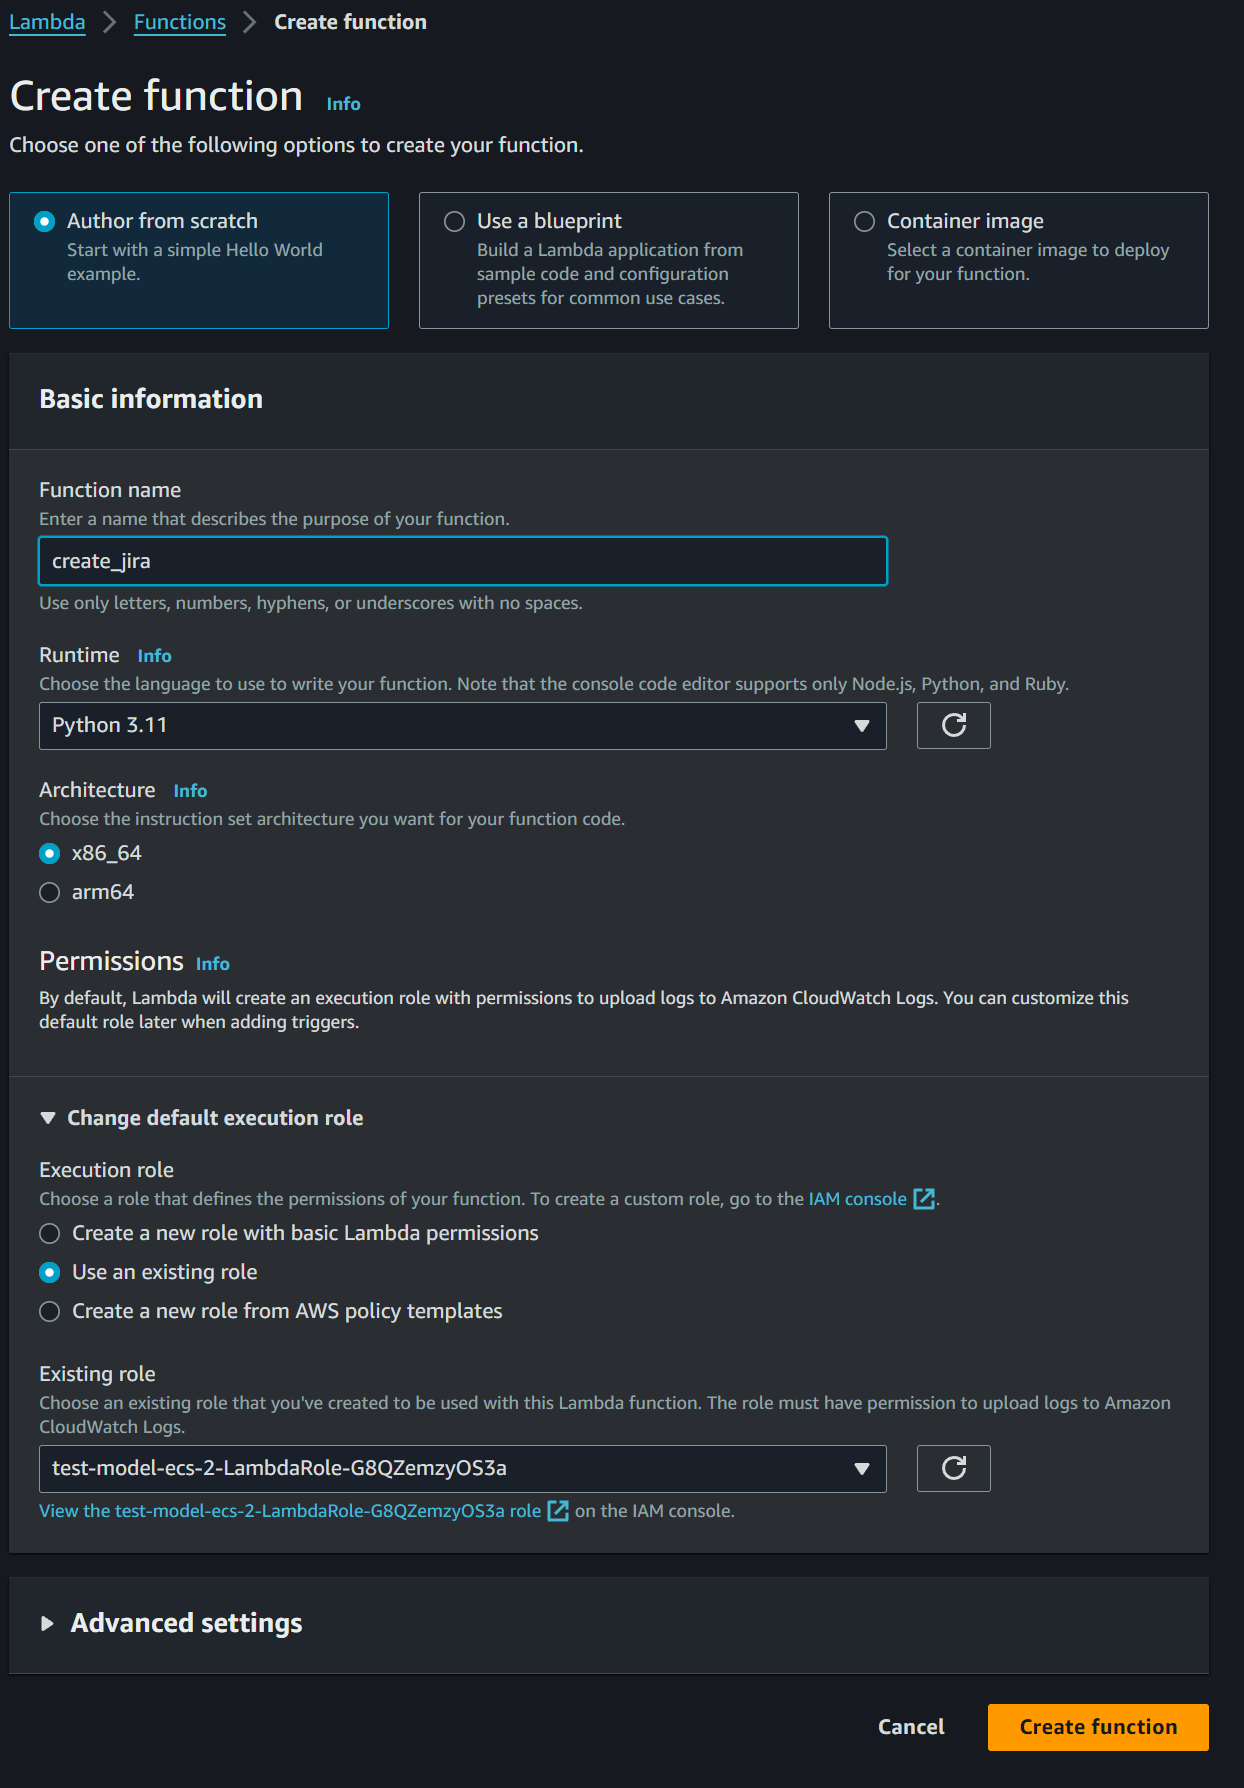 Lambda > Functions > Create function
Create function Info
Choose one of the following options to create your function.
Author from scratch
Start with a simple Hello World
example.
Use a blueprint
Build a Lambda application from
sample code and configuration
presets for common use cases.
Container image
Select a container image to deploy
for your function.
Basic information
Function name
Enter a name that describes the purpose of your function.
create_jira
Use only letters, numbers, hyphens, or underscores with no spaces.
Runtime Info
Choose the language to use to write your function. Note that the console code editor supports only Node.js, Python, and Ruby.
Python 3.11
Architecture Info
Choose the instruction set architecture you want for your function code.
x86_64
arm64
Permissions Info
By default, Lambda will create an execution role with permissions to upload logs to Amazon CloudWatch Logs. You can customize this
default role later when adding triggers.
Change default execution role
Execution role
Choose a role that defines the permissions of your function. To create a custom role, go to the IAM console.
Create a new role with basic Lambda permissions
Use an existing role
Create a new role from AWS policy templates
Existing role
Choose an existing role that you've created to be used with this Lambda function. The role must have permission to upload logs to Amazon
CloudWatch Logs.
test-model-ecs-2-LambdaRole-G8QZemzyOS3a
View the test-model-ecs-2-LambdaRole-G8QZemzyOS3a role on the IAM console.
Advanced settings
Cancel
Create function